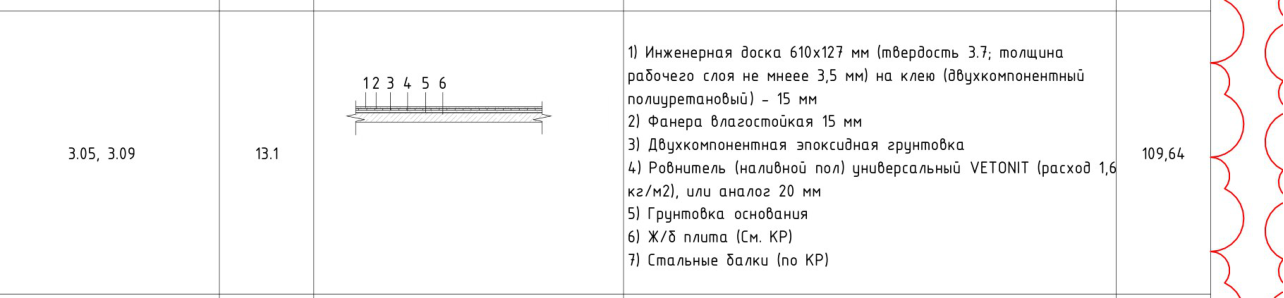 3.05, 3.09
13.1
1 2 3 4 5 6
1) Инженерная доска 610х127 мм (твердость 3.7; толщина
рабочего слоя не мнеее 3,5 мм) на клею (двухкомпонентный
полиуретановый) - 15 мм
2) Фанера влагостойкая 15 мм
3) Двухкомпонентная эпоксидная грунтовка
4) Ровнитель (наливной пол) универсальный VETONIT (расход 1,6
кг/м2), или аналог 20 мм
5) Грунтовка основания
6) Ж/б плита (См. КР)
7) Стальные балки (по КР)
109,64